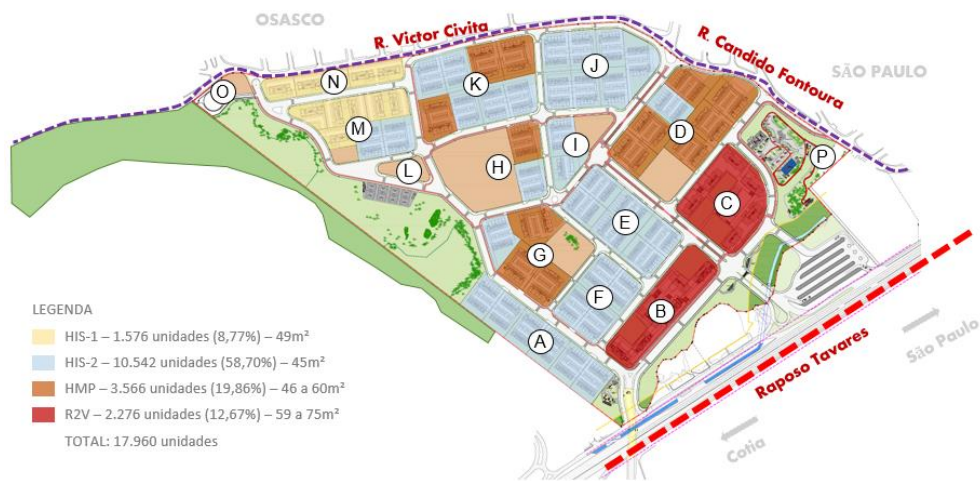 OSASCO
R. Victor Civita
R. Candido Fontoura
SÃO PAULO
N
K
J
O
M
D
I
P
H
L
C
E
G
F
B
A
LEGENDA
HIS-1 – 1.576 unidades (8,77%) – 49m²
HIS-2 – 10.542 unidades (58,70%) – 45m²
HMP – 3.566 unidades (19,86%) – 46 a 60m²
R2V – 2.276 unidades (12,67%) – 59 a 75m²
TOTAL: 17.960 unidades
Raposo Tavares
São Paulo
Cotia